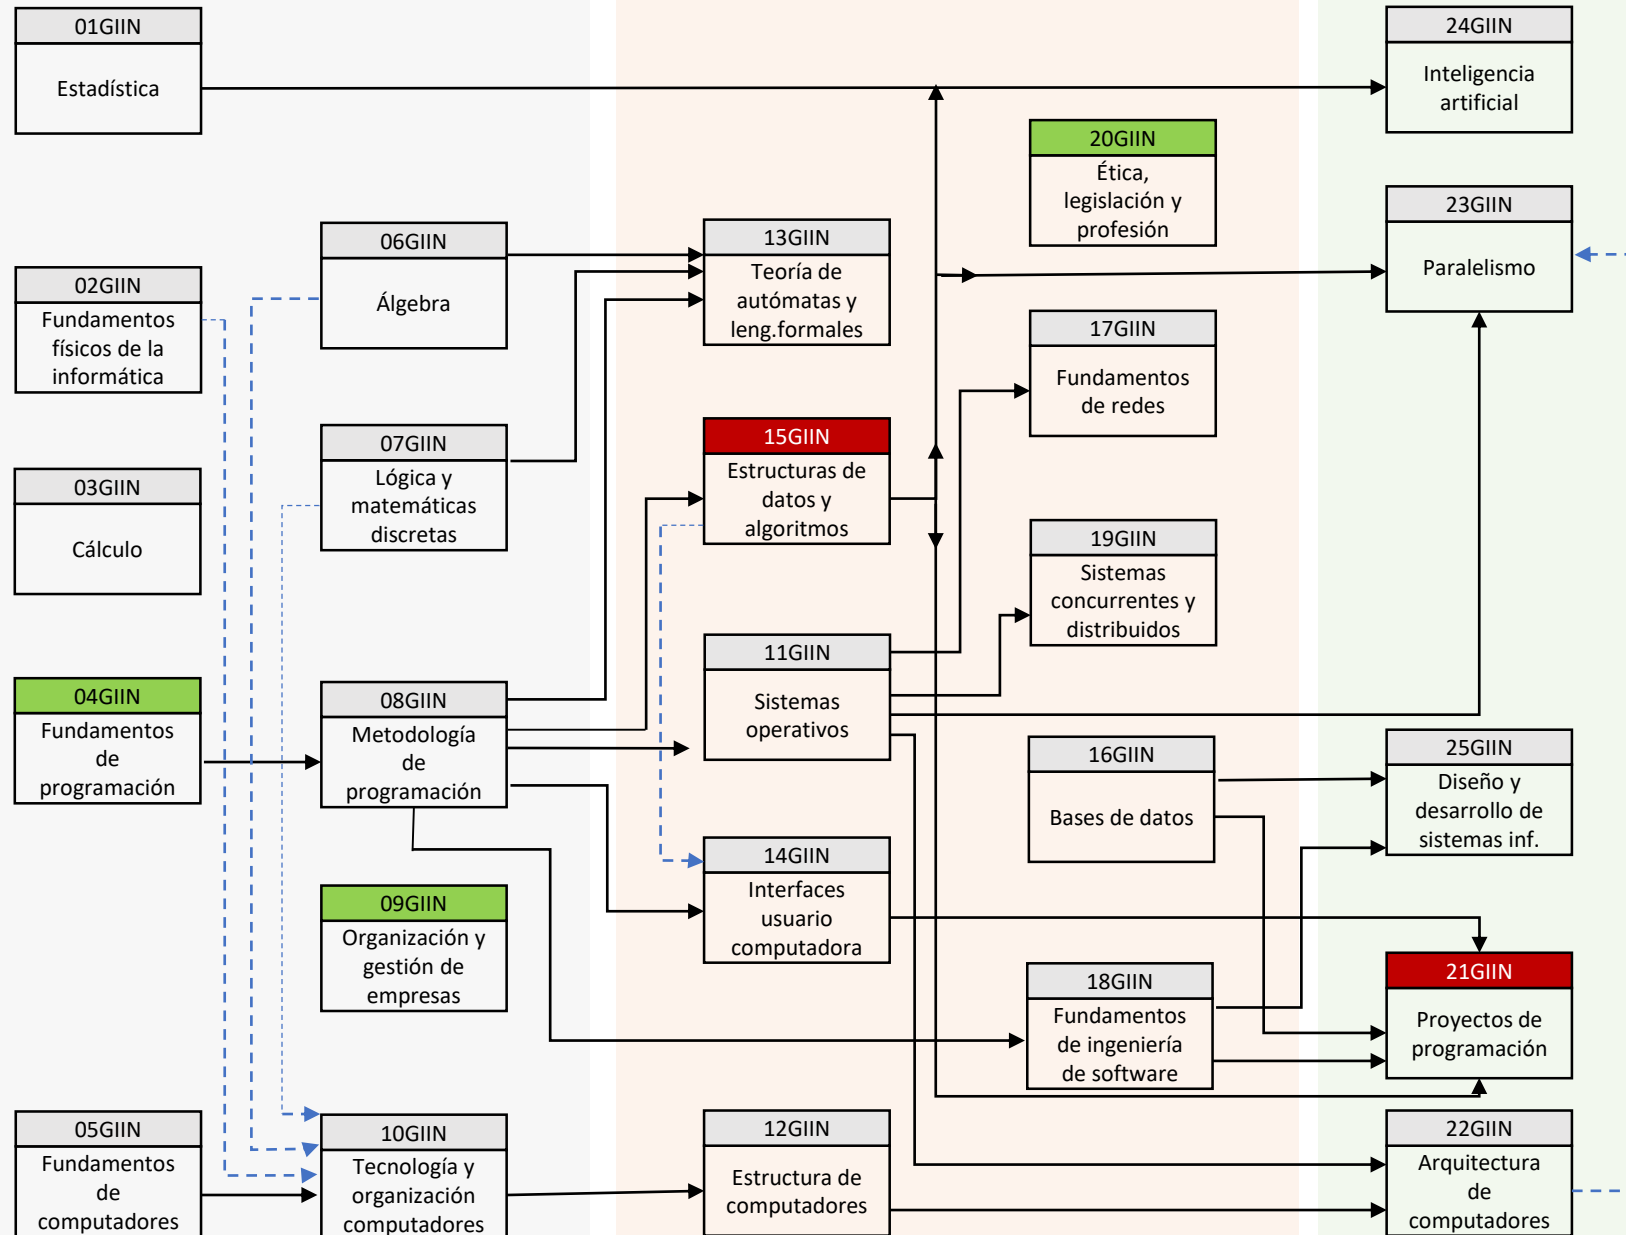 01GIIN
Estadística
02GIIN
Fundamentos
físicos de la
informática
03GIIN
Cálculo
04GIIN
Fundamentos
de
programación
05GIIN
Fundamentos
de
computadores
06GIIN
Álgebra
07GIIN
Lógica y
matemáticas
discretas
08GIIN
Metodología
de
programación
09GIIN
Organización y
gestión de
empresas
10GIIN
Tecnología y
organización
computadores
13GIIN
Teoría de
autómatas y
leng.formales
15GIIN
Estructuras de
datos y
algoritmos
11GIIN
Sistemas
operativos
14GIIN
Interfaces
usuario
computadora
12GIIN
Estructura de
computadores
20GIIN
Ética,
legislación y
profesión
17GIIN
Fundamentos
de redes
19GIIN
Sistemas
concurrentes y
distribuidos
16GIIN
Bases de datos
18GIIN
Fundamentos
de ingeniería
de software
24GIIN
Inteligencia
artificial
23GIIN
Paralelismo
25GIIN
Diseño y
desarrollo de
sistemas inf.
21GIIN
Proyectos de
programación
22GIIN
Arquitectura
de
computadores